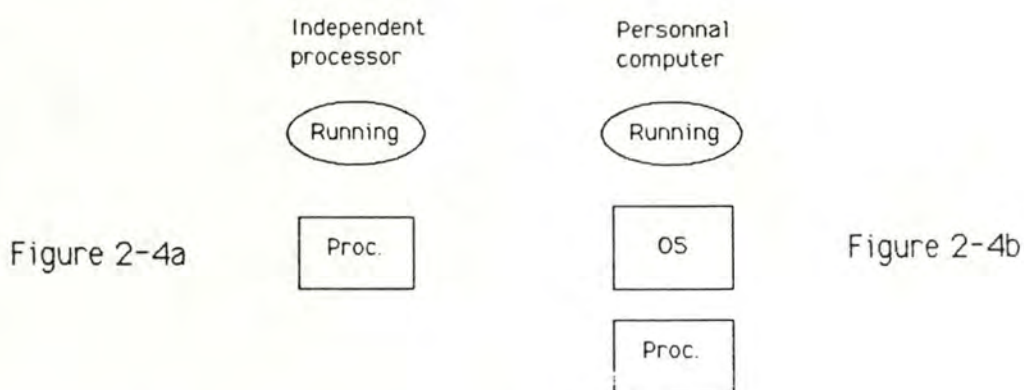 Independent
processor
Running
Figure 2-4a
Proc.
Personnal
computer
Running
OS
Proc.
Figure 2-4b